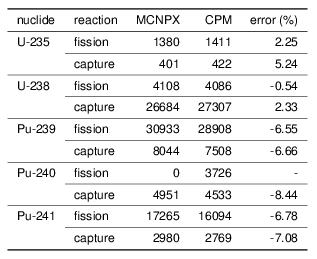 nuclide reaction MCNPX CPM error (%)
U-235 fission 1380 1411 2.25
capture 401 422 5.24
U-238 fission 4108 4086 -0.54
capture 26684 27307 2.33
Pu-239 fission 30933 28908 -6.55
capture 8044 7508 -6.66
Pu-240 fission 0 3726 -
capture 4951 4533 -8.44
Pu-241 fission 17265 16094 -6.78
capture 2980 2769 -7.08